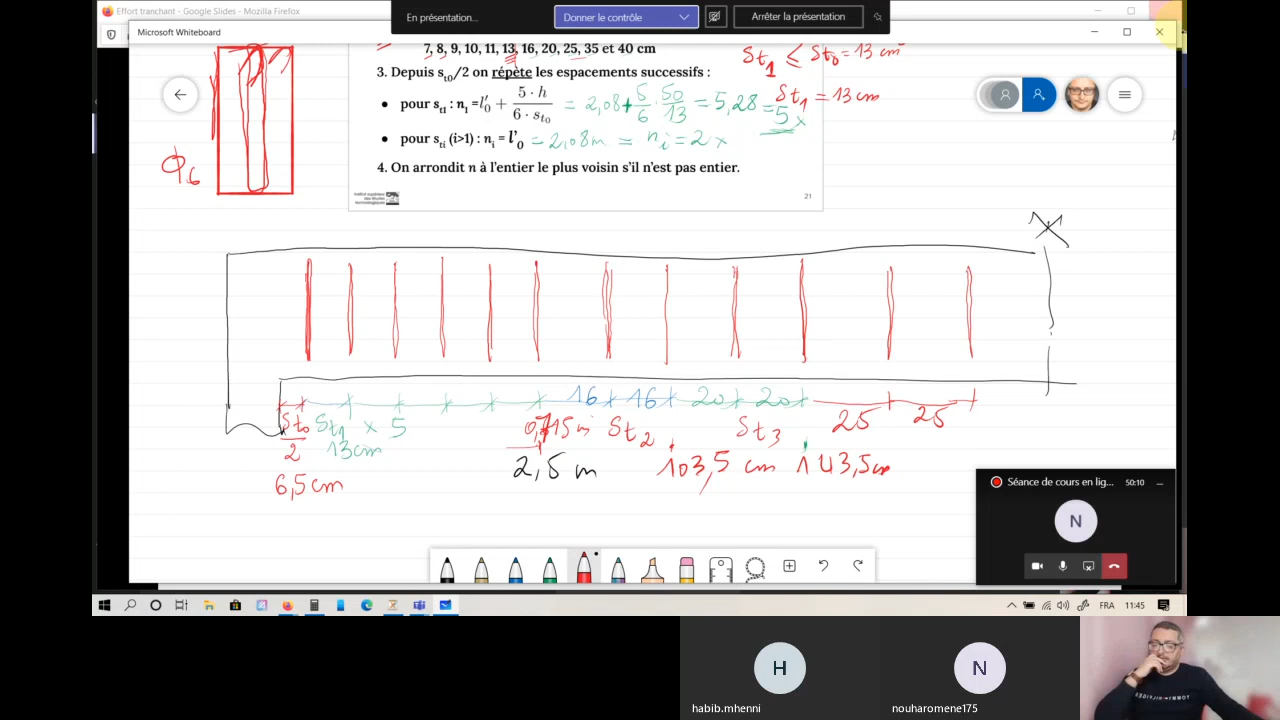 Effort tranchant - Google Slides - Mozilla Firefox
En présentation...
Donner le contrôle
Arrêter la présentation
Microsoft Whiteboard
7, 8, 9, 10, 11, 13, 16, 20, 25, 35 et 40 cm
St1 ≤ St0 = 13 cm
3. Depuis st0/2 on répète les espacements successifs :
St1 = 13 cm
• pour st1 : n1 = l'0 + 5 · h / 6 · st0 = 2,08 + 5/6 · 50/13 = 5,28 = 5 x
• pour sti (i>1) : ni = l'0 = 2,08 m = ni = 2 x
Φ6
4. On arrondit n à l'entier le plus voisin s'il n'est pas entier.
Institut supérieur des études technologiques
21
16 16 20 20 25 25
St0/2 St1 x 5 St2 St3
13 cm
2,5 m 103,5 cm 143,5 cm
6,5 cm
Séance de cours en lig... 50:10
N
FRA 11:45
H N
habib.mhenni nouharomene175